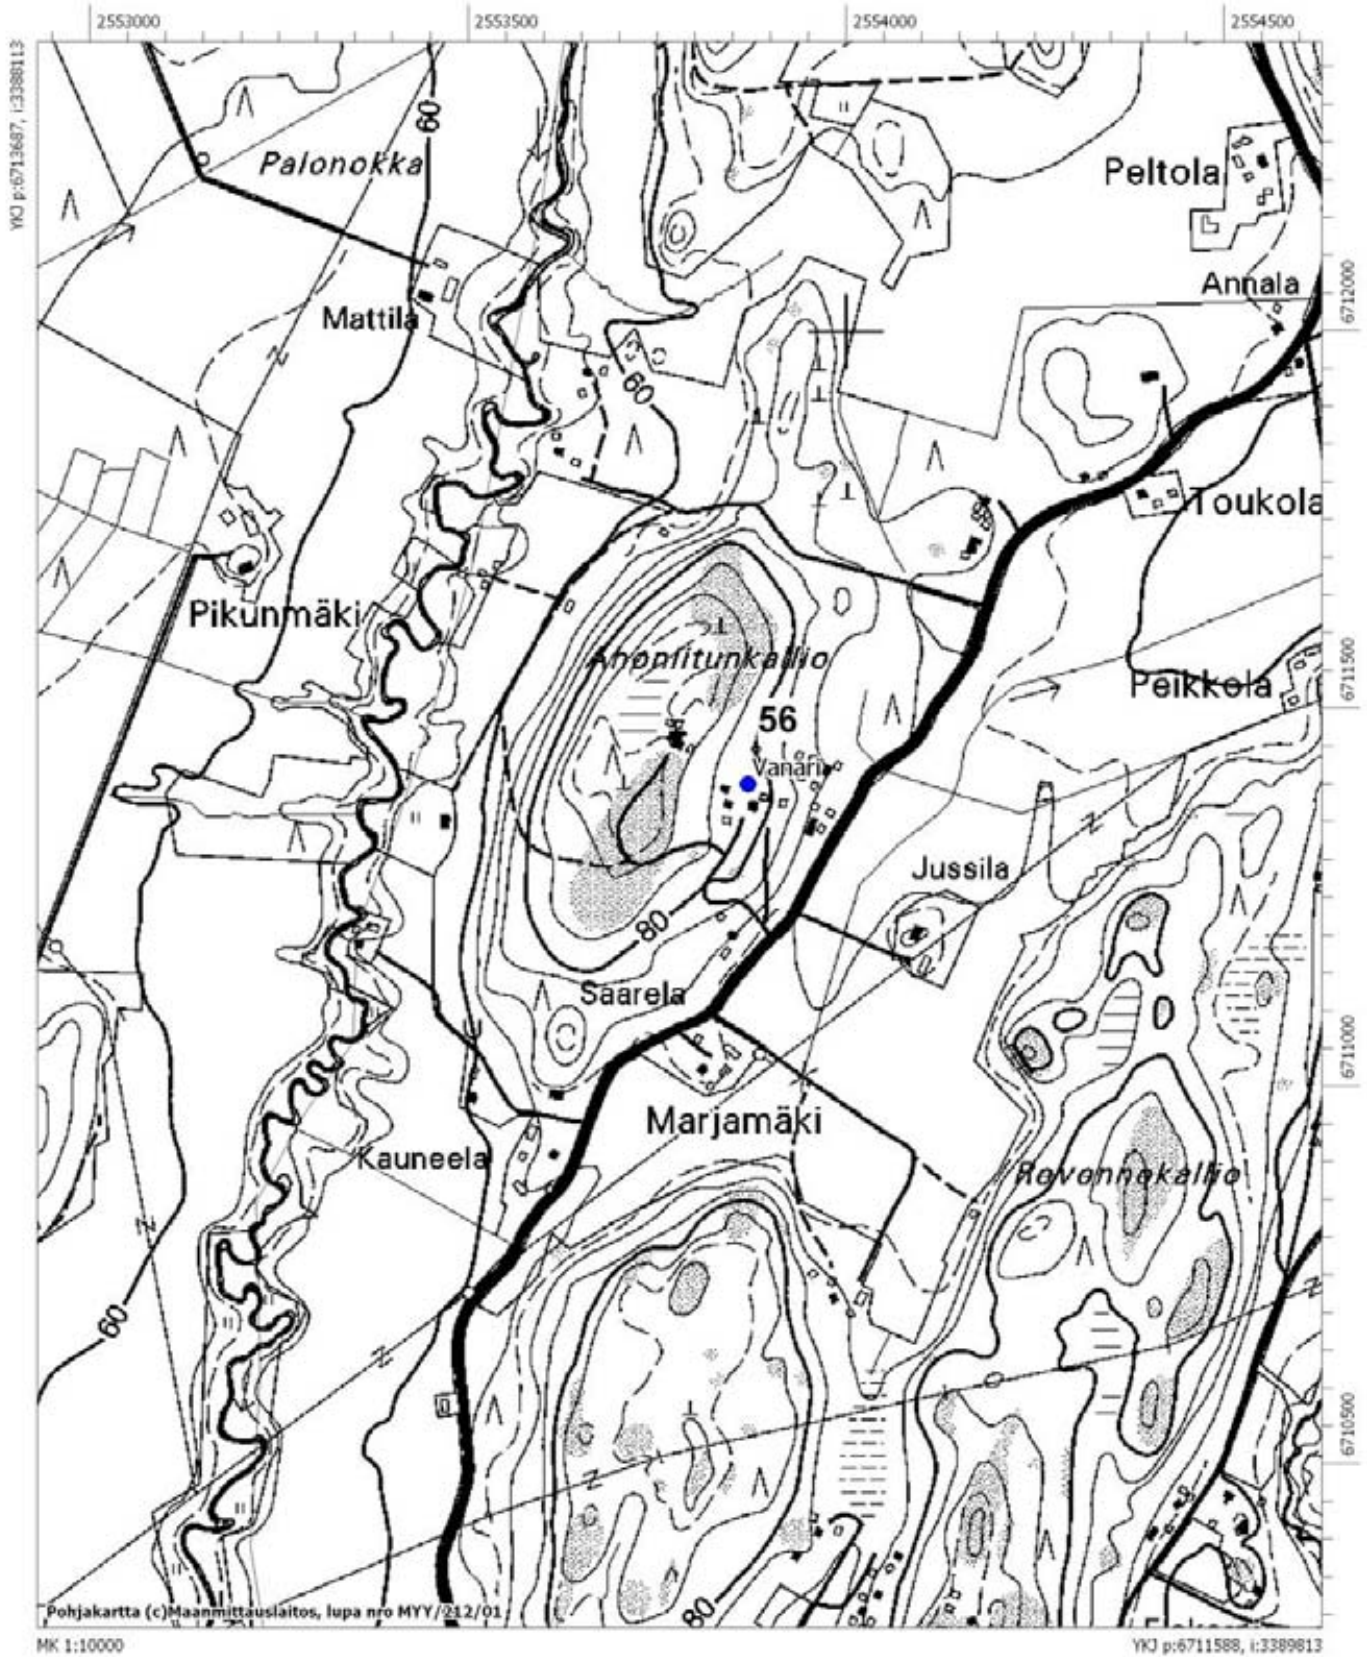 2553000
2553500
2554000
2554500
YKJ p:6713687, i:3388813
60
Palonokka
Peltola
Annala
6712000
Mattila
60
Toukola
Pikunmäki
Anoniitunkallio
6711500
Peikkola
56
Vanari
Jussila
80
Saarela
6711000
Marjamäki
Kauneela
60
6710500
80
Pohjakartta (c)Maanmittauslaitos, lupa nro MYY/212/01
MK 1:10000
YKJ p:6711588, i:3389813